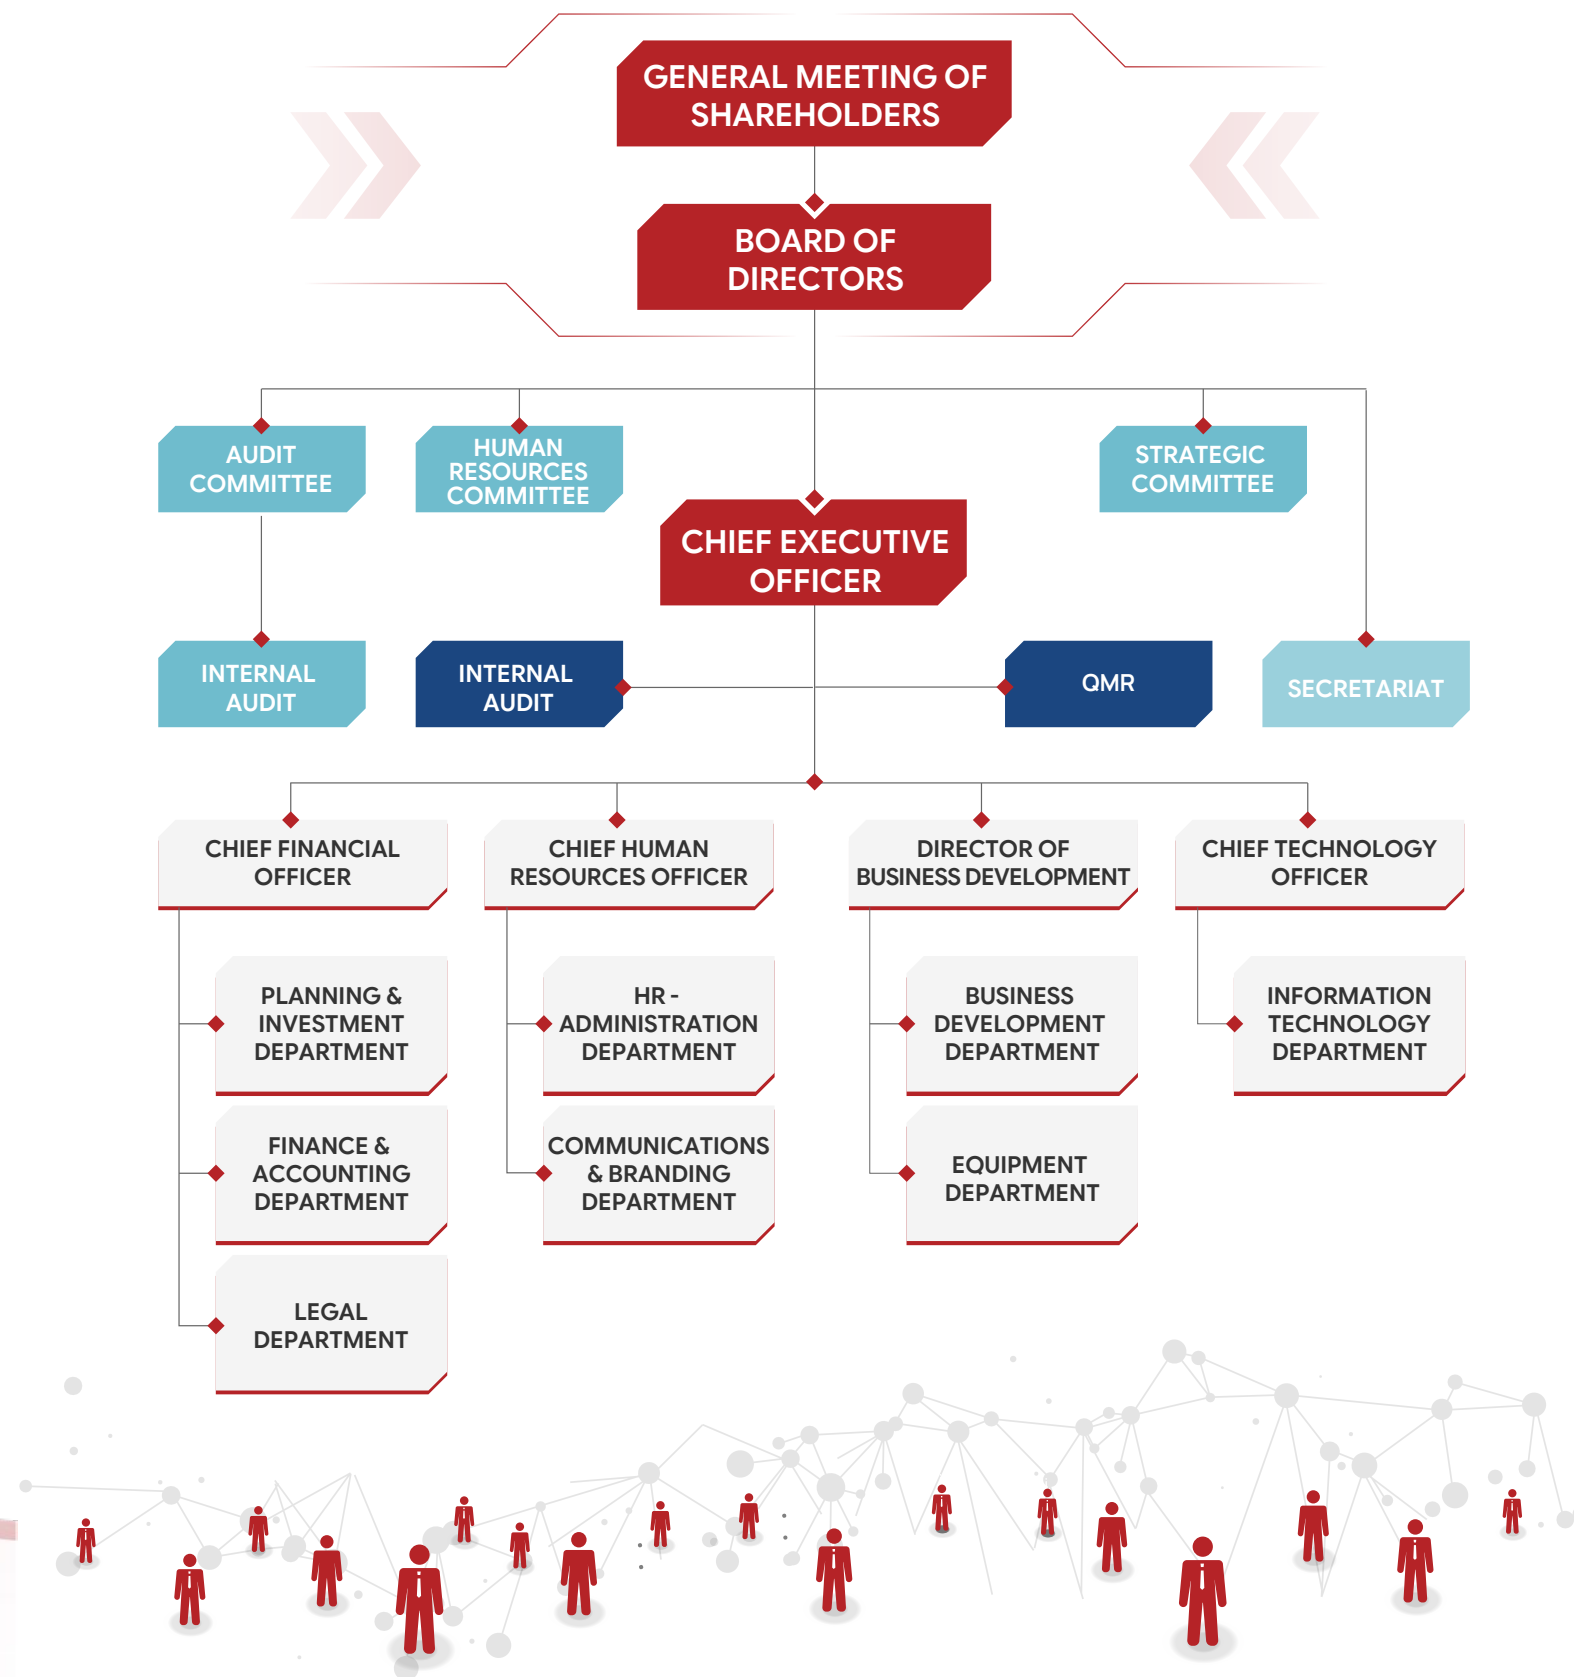 GENERAL MEETING OF
SHAREHOLDERS
BOARD OF
DIRECTORS
AUDIT
COMMITTEE
HUMAN
RESOURCES
COMMITTEE
STRATEGIC
COMMITTEE
CHIEF EXECUTIVE
OFFICER
INTERNAL
AUDIT
INTERNAL
AUDIT
QMR
SECRETARIAT
CHIEF FINANCIAL
OFFICER
CHIEF HUMAN
RESOURCES OFFICER
DIRECTOR OF
BUSINESS DEVELOPMENT
CHIEF TECHNOLOGY
OFFICER
PLANNING &
INVESTMENT
DEPARTMENT
HR -
ADMINISTRATION
DEPARTMENT
BUSINESS
DEVELOPMENT
DEPARTMENT
INFORMATION
TECHNOLOGY
DEPARTMENT
FINANCE &
ACCOUNTING
DEPARTMENT
COMMUNICATIONS
& BRANDING
DEPARTMENT
EQUIPMENT
DEPARTMENT
LEGAL
DEPARTMENT